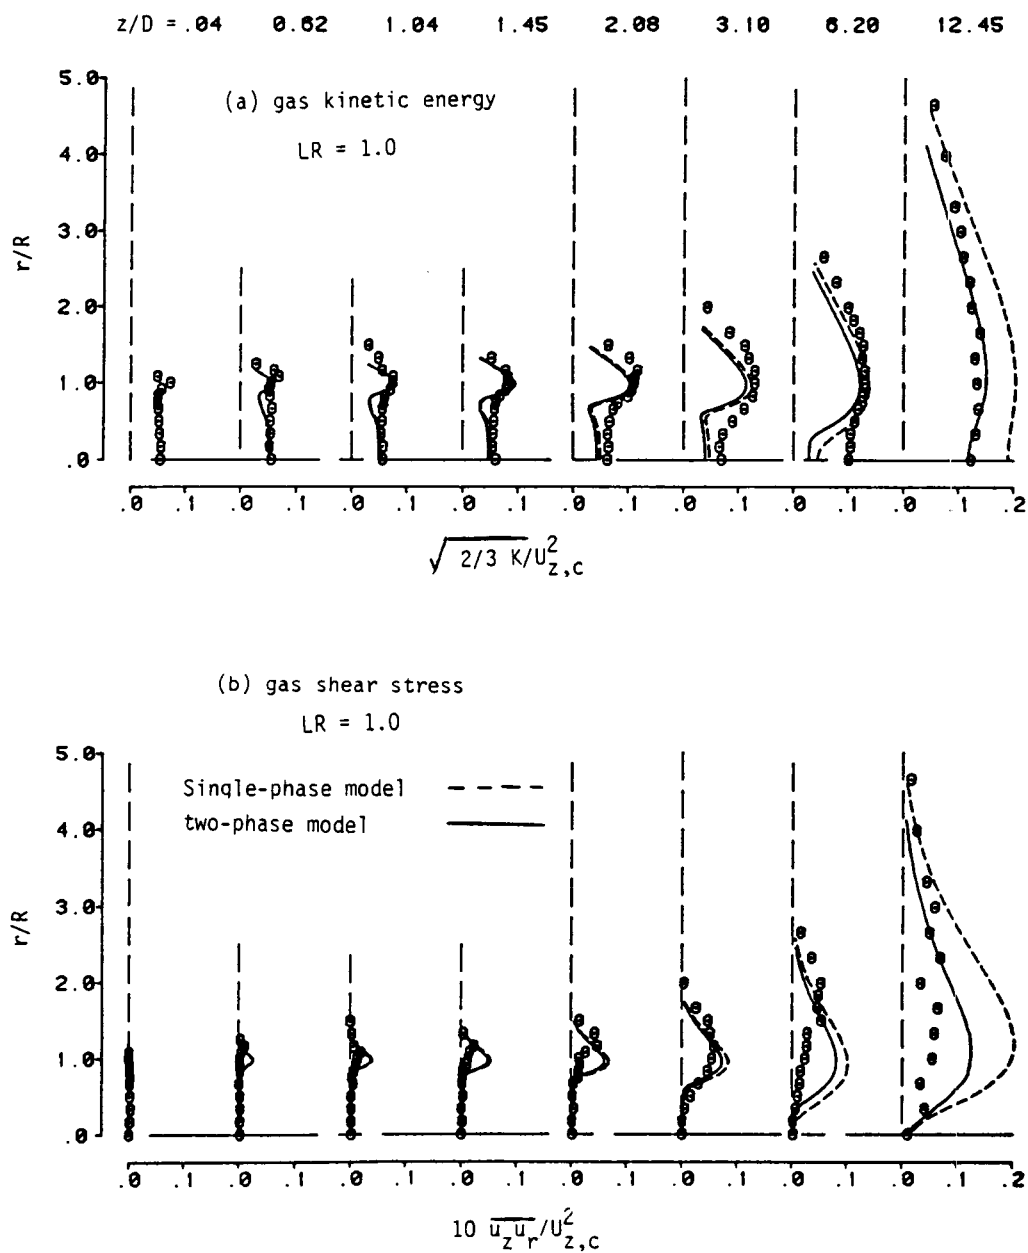 z/D = .04 0.62 1.04 1.45 2.08 3.10 6.20 12.45
(a) gas kinetic energy
LR = 1.0
5.0
4.0
3.0
2.0
1.0
.0
r/R
.0 .1 .0 .1 .0 .1 .0 .1 .0 .1 .0 .1 .0 .1 .0 .1 .2
√2/3 K/U²z,c
(b) gas shear stress
LR = 1.0
Single-phase model
two-phase model
5.0
4.0
3.0
2.0
1.0
.0
r/R
.0 .1 .0 .1 .0 .1 .0 .1 .0 .1 .0 .1 .0 .1 .0 .1 .2
10 u_z u_r/U²z,c